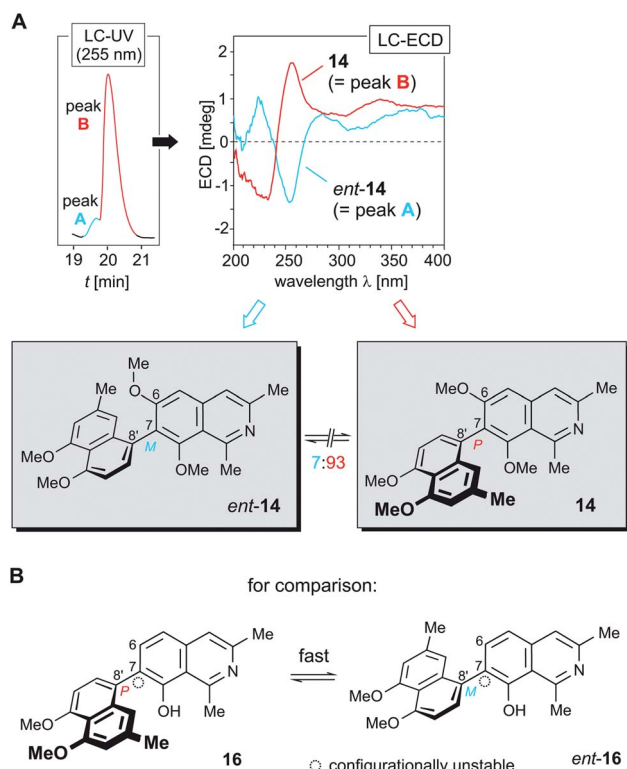 A
LC-UV
(255 nm)
LC-ECD
peak
B
peak
A
19 20 21
t [min]
2
1
0
-1
-2
ECD [mdeg]
14
(= peak B)
ent-14
(= peak A)
200 250 300 350 400
wavelength λ [nm]
Me
Me
O
6
Me
7
8'
M
N
MeO
MeO
OMe
Me
ent-14
7:93
MeO
6
Me
7
8'
P
N
MeO
OMe
Me
MeO
Me
14
B
for comparison:
6
Me
7
8'
P
N
MeO
OH
Me
MeO
Me
16
fast
Me
6
Me
7
8'
M
N
MeO
MeO
OH
Me
ent-16
configurationally unstable